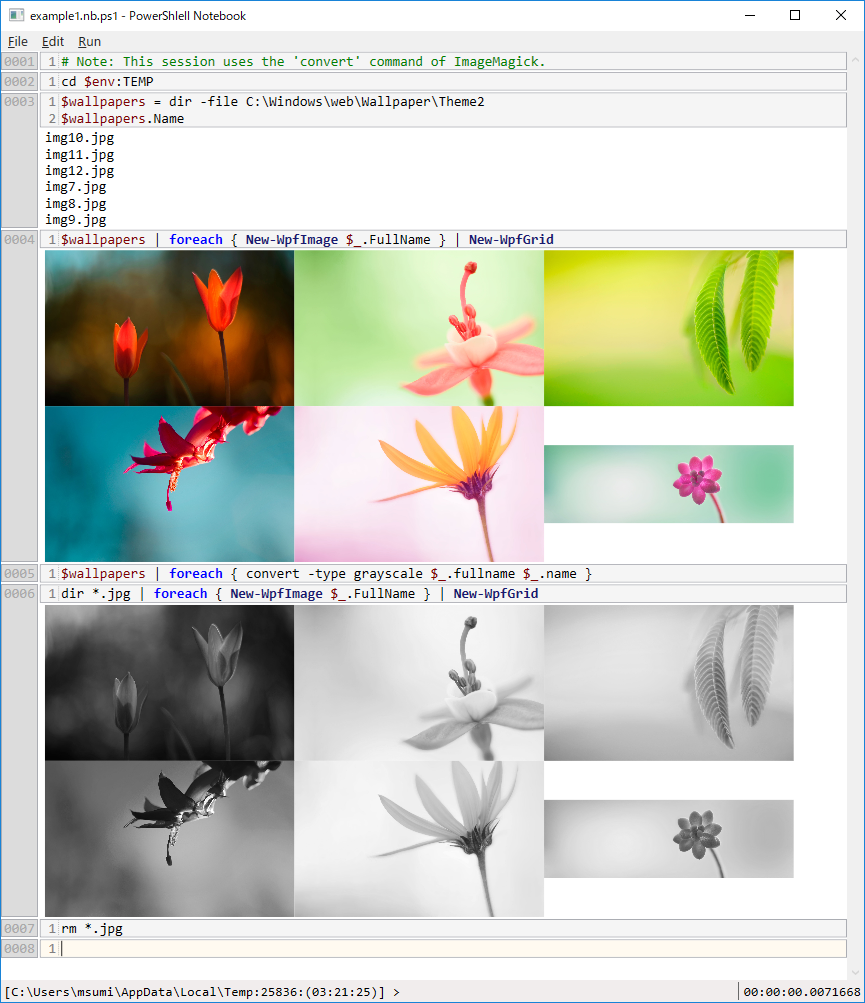 example1.nb.ps1 - PowerShlell Notebook
File Edit Run
0001 1 # Note: This session uses the 'convert' command of ImageMagick.
0002 1 cd $env:TEMP
0003 1 $wallpapers = dir -file C:\Windows\web\Wallpaper\Theme2
2 $wallpapers.Name
img10.jpg
img11.jpg
img12.jpg
img7.jpg
img8.jpg
img9.jpg
0004 1 $wallpapers | foreach { New-WpfImage $_.FullName } | New-WpfGrid
0005 1 $wallpapers | foreach { convert -type grayscale $_.fullname $_.name }
0006 1 dir *.jpg | foreach { New-WpfImage $_.FullName } | New-WpfGrid
0007 1 rm *.jpg
0008 1
[C:\Users\msumi\AppData\Local\Temp:25836:(03:21:25)] > 00:00:00.0071668